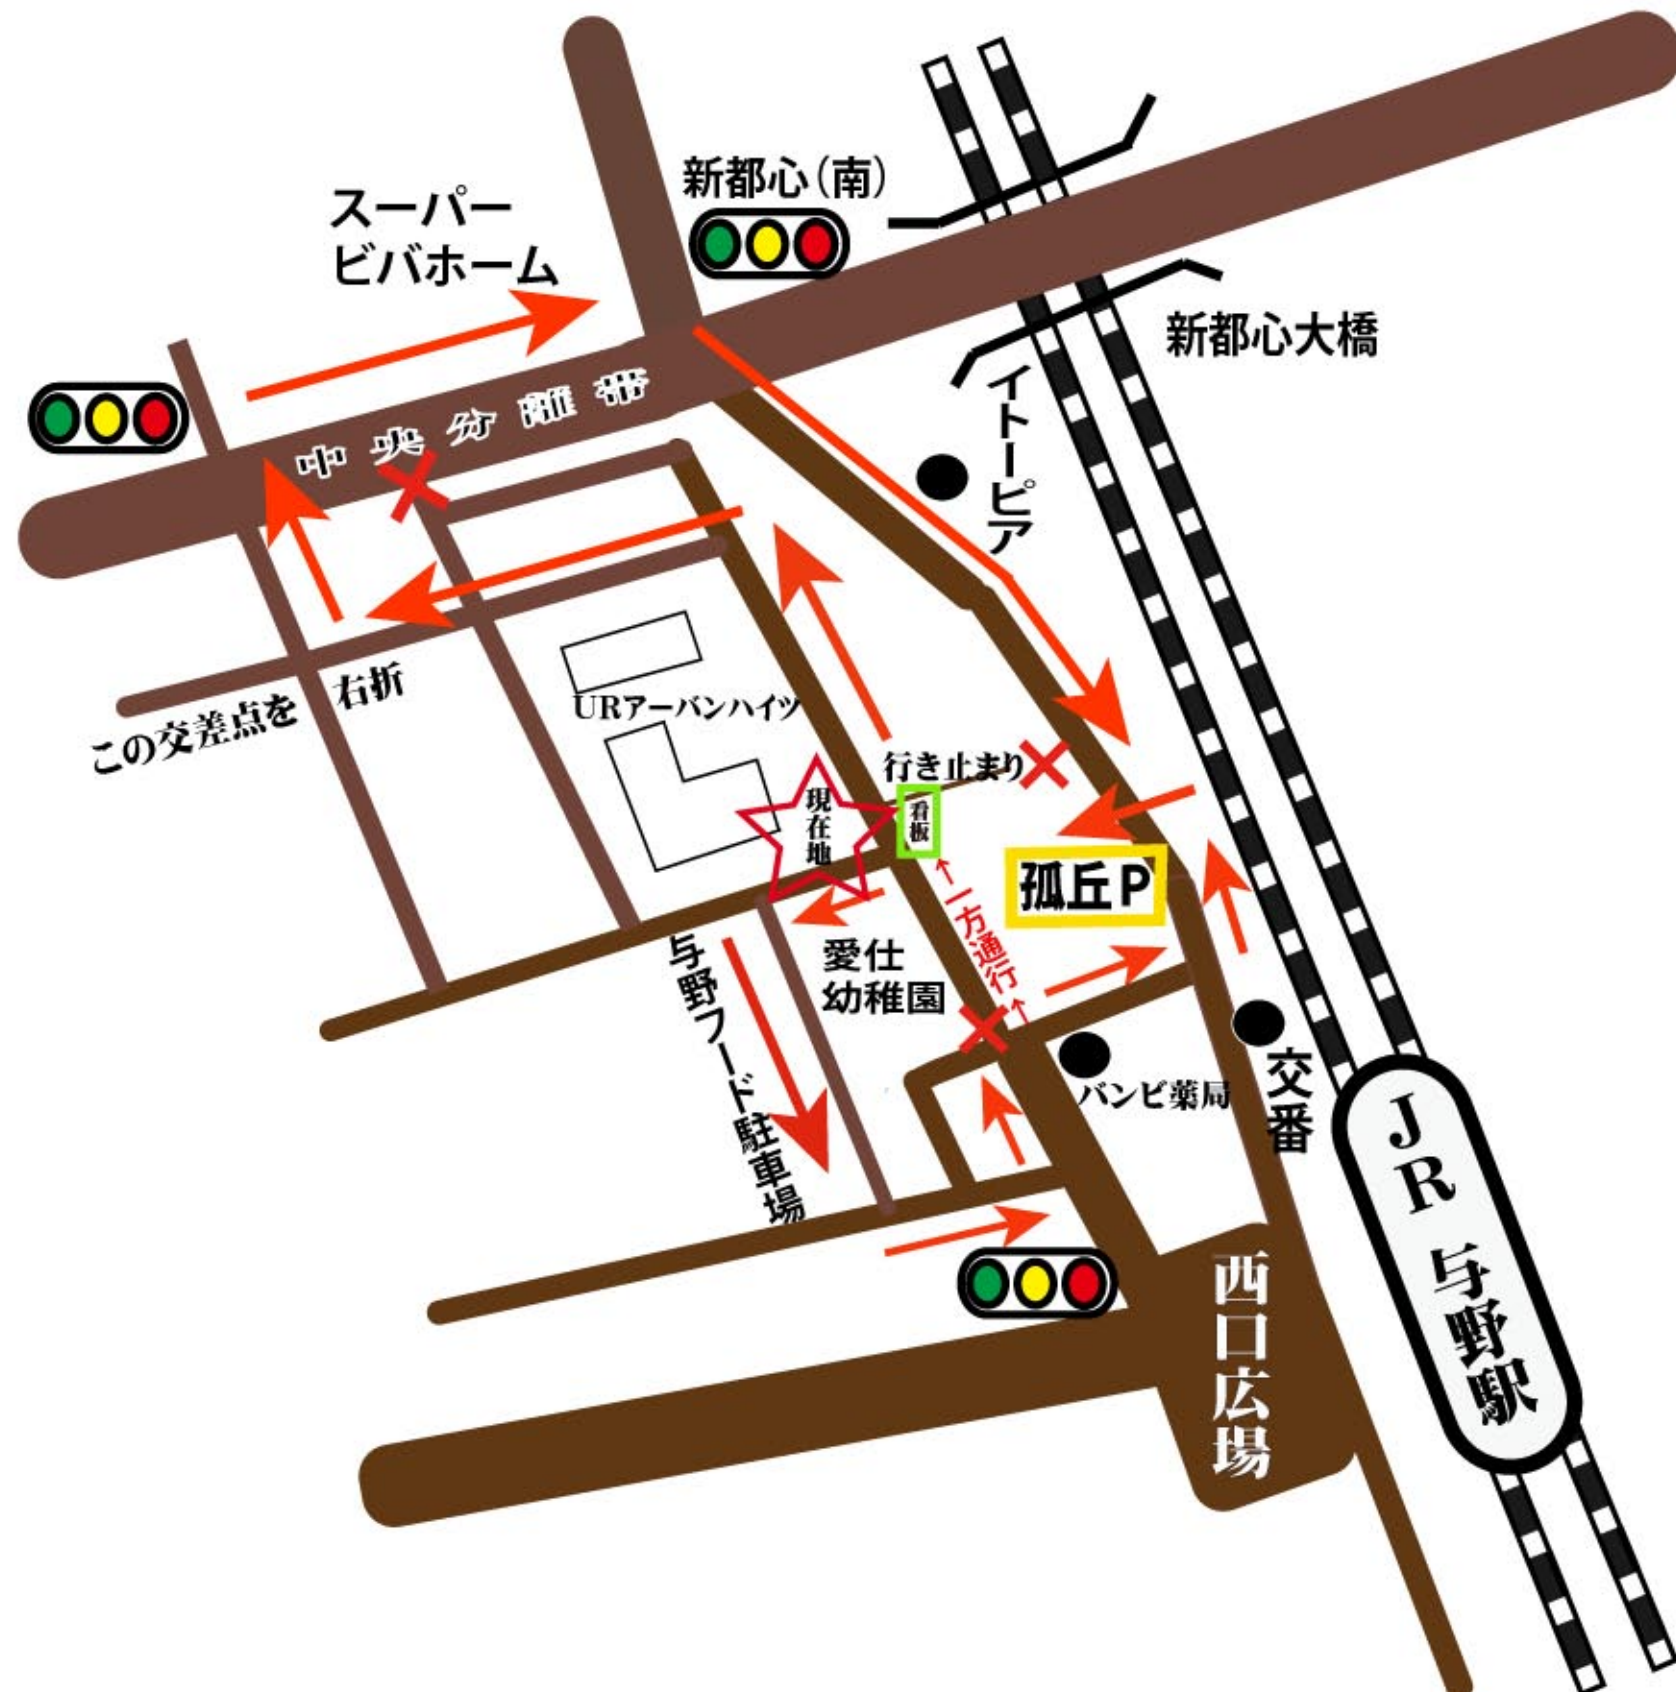 新都心（南）
スーパー
ビバホーム
新都心大橋
中央分離帯
イトーピア
この交差点を　右折
URアーバンハイツ
行き止まり
現在地
看板
孤丘P
↑一方通行↑
愛仕
幼稚園
与野フード駐車場
バンビ薬局
交番
JR 与野駅
西口広場